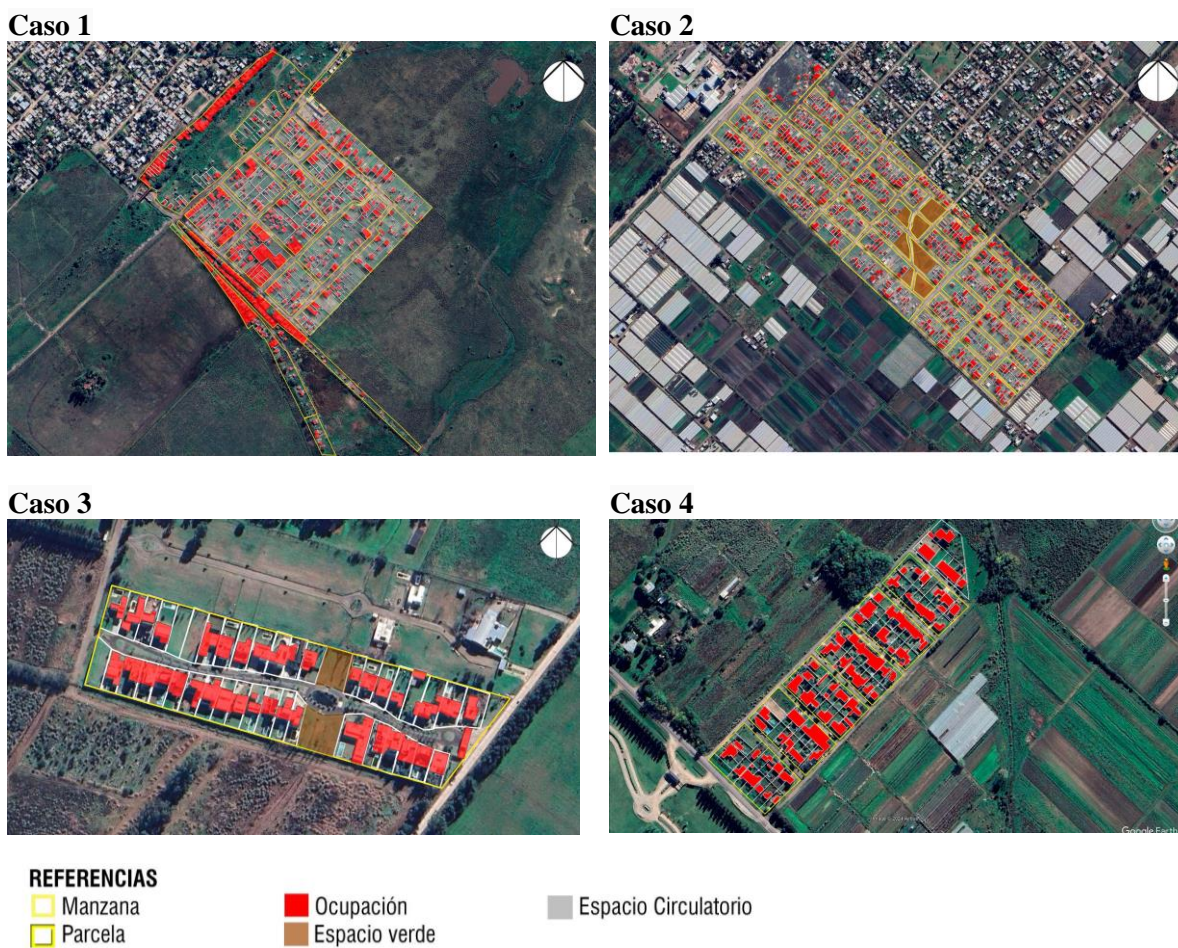 Caso 1
Caso 2
Caso 3
Caso 4
Google Earth
REFERENCIAS
Manzana
Ocupación
Espacio Circulatorio
Parcela
Espacio verde